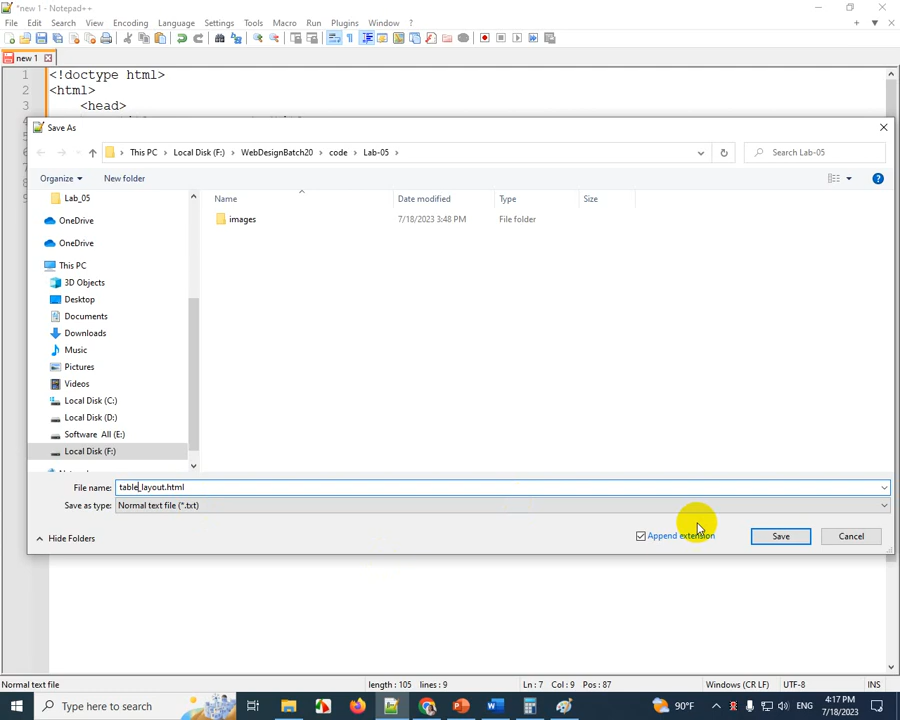 *new 1 - Notepad++
File Edit Search View Encoding Language Settings Tools Macro Run Plugins Window ?
new 1
1 <!doctype html>
2 <html>
3 <head>
Save As
This PC > Local Disk (F:) > WebDesignBatch20 > code > Lab-05 >
Search Lab-05
Organize New folder
Name Date modified Type Size
Lab_05
images 7/18/2023 3:48 PM File folder
OneDrive
OneDrive
This PC
3D Objects
Desktop
Documents
Downloads
Music
Pictures
Videos
Local Disk (C:)
Local Disk (D:)
Software All (E:)
Local Disk (F:)
File name: table_layout.html
Save as type: Normal text file (*.txt)
Hide Folders
Append extension
Save Cancel
Normal text file length : 105 lines : 9 Ln : 7 Col : 9 Pos : 87 Windows (CR LF) UTF-8 INS
Type here to search
90°F
4:17 PM
7/18/2023